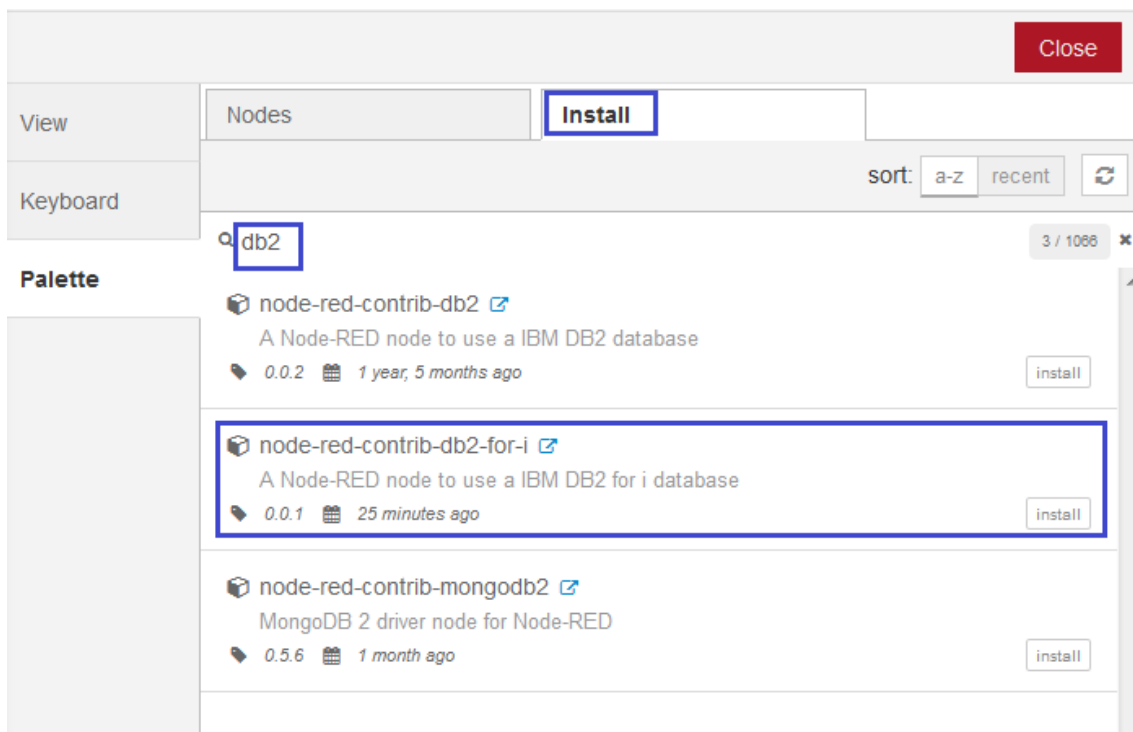 Close
View
Keyboard
Palette
Nodes
Install
sort: a-z recent
db2
3 / 1066
node-red-contrib-db2
A Node-RED node to use a IBM DB2 database
0.0.2 1 year, 5 months ago
install
node-red-contrib-db2-for-i
A Node-RED node to use a IBM DB2 for i database
0.0.1 25 minutes ago
install
node-red-contrib-mongodb2
MongoDB 2 driver node for Node-RED
0.5.6 1 month ago
install